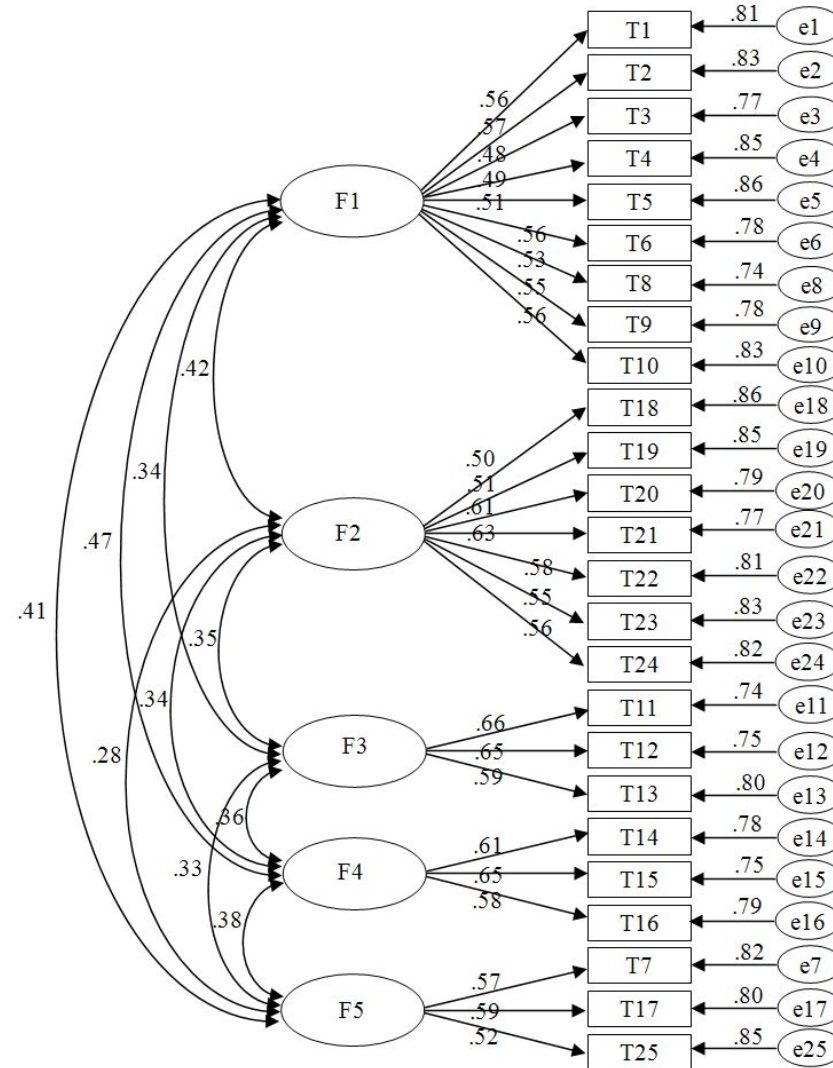 T1 .81 e1
T2 .83 e2
.56
T3 .77 e3
.57
T4 .85 e4
.48
.49
F1
.51
T5 .86 e5
.56
T6 .78 e6
.53
T8 .74 e8
.55
T9 .78 e9
.56
T10 .83 e10
.42
T18 .86 e18
.50
T19 .85 e19
.34
.51
T20 .79 e20
.61
.47
F2
.63
T21 .77 e21
.58
T22 .81 e22
.55
T23 .83 e23
.41
.56
.35
T24 .82 e24
.34
T11 .74 e11
.66
F3
.65
T12 .75 e12
.28
.59
T13 .80 e13
.36
T14 .78 e14
.61
.33
F4
.65
T15 .75 e15
.58
T16 .79 e16
.38
T7 .82 e7
.57
F5
.59
T17 .80 e17
.52
T25 .85 e25